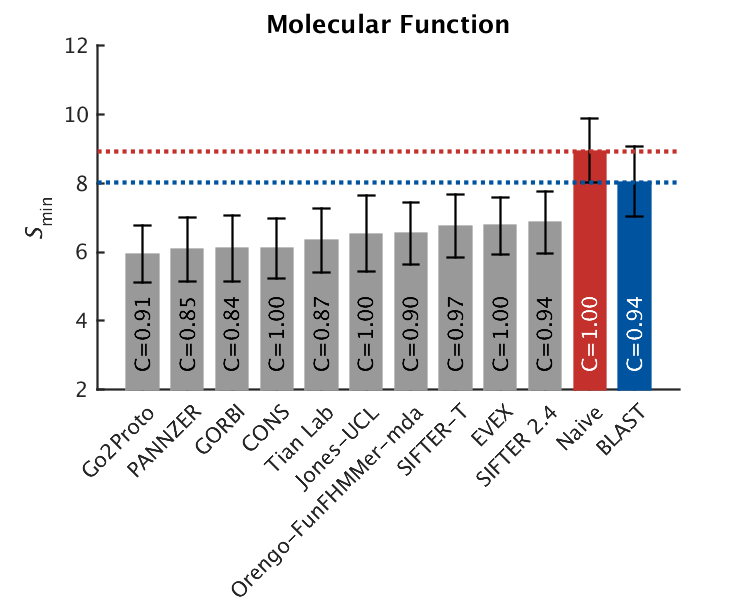 Molecular Function
12
10
8
6
4
2
Smin
C=0.91
C=0.85
C=0.84
C=1.00
C=0.87
C=1.00
C=0.90
C=0.97
C=1.00
C=0.94
C=1.00
C=0.94
Go2Proto
PANNZER
GORBI
CONS
Tian Lab
Jones-UCL
Orengo-FunFHMMer-mda
SIFTER-T
EVEX
SIFTER 2.4
Naive
BLAST